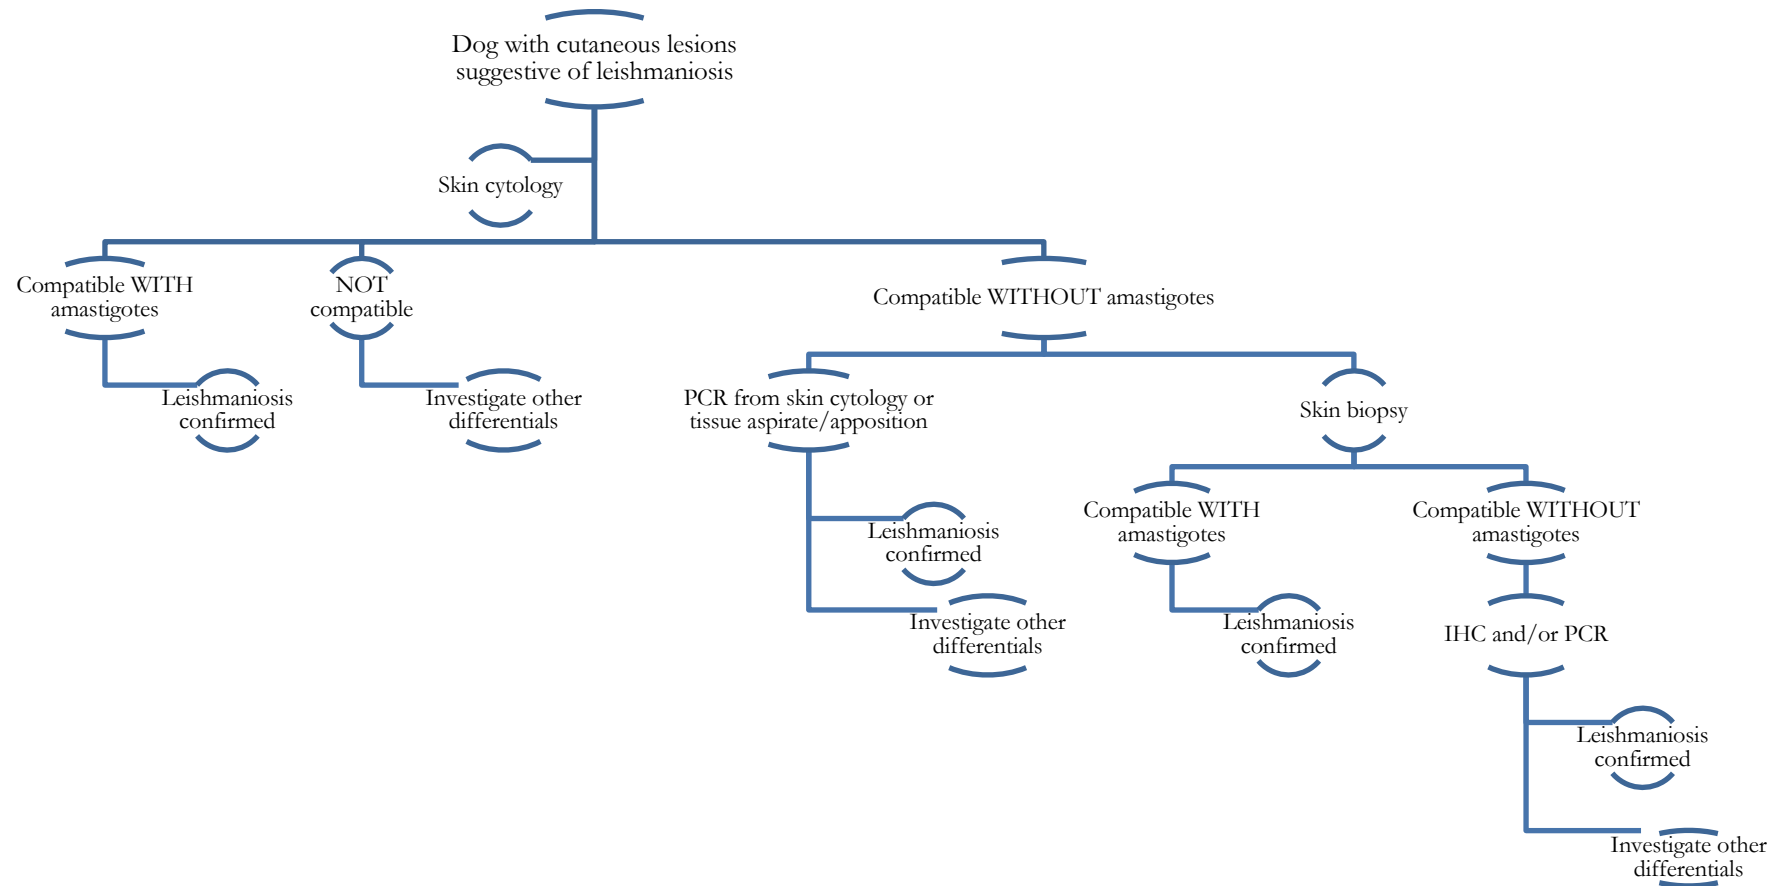 Dog with cutaneous lesions
suggestive of leishmaniosis
Skin cytology
Compatible WITH
amastigotes
NOT
compatible
Compatible WITHOUT amastigotes
Leishmaniosis
confirmed
Investigate other
differentials
PCR from skin cytology or
tissue aspirate/apposition
Skin biopsy
Leishmaniosis
confirmed
Investigate other
differentials
Compatible WITH
amastigotes
Compatible WITHOUT
amastigotes
Leishmaniosis
confirmed
IHC and/or PCR
Leishmaniosis
confirmed
Investigate other
differentials